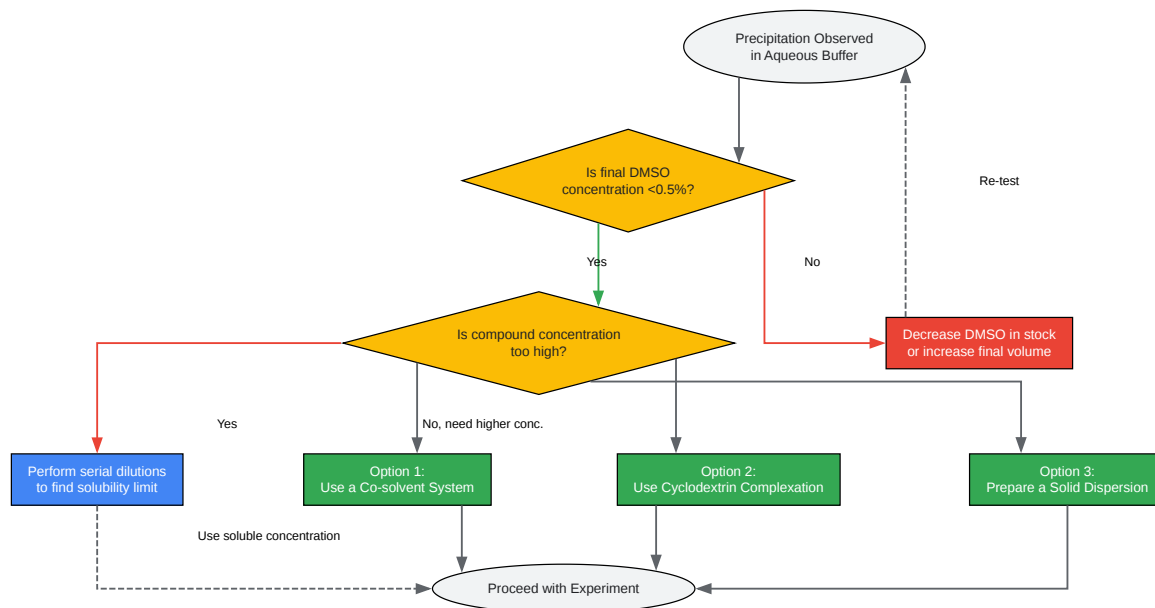 Precipitation Observed
in Aqueous Buffer
Is final DMSO
concentration <0.5%?
Re-test
Yes
No
Is compound concentration
too high?
Decrease DMSO in stock
or increase final volume
Yes
No, need higher conc.
Perform serial dilutions
to find solubility limit
Option 1:
Use a Co-solvent System
Option 2:
Use Cyclodextrin Complexation
Option 3:
Prepare a Solid Dispersion
Use soluble concentration
Proceed with Experiment